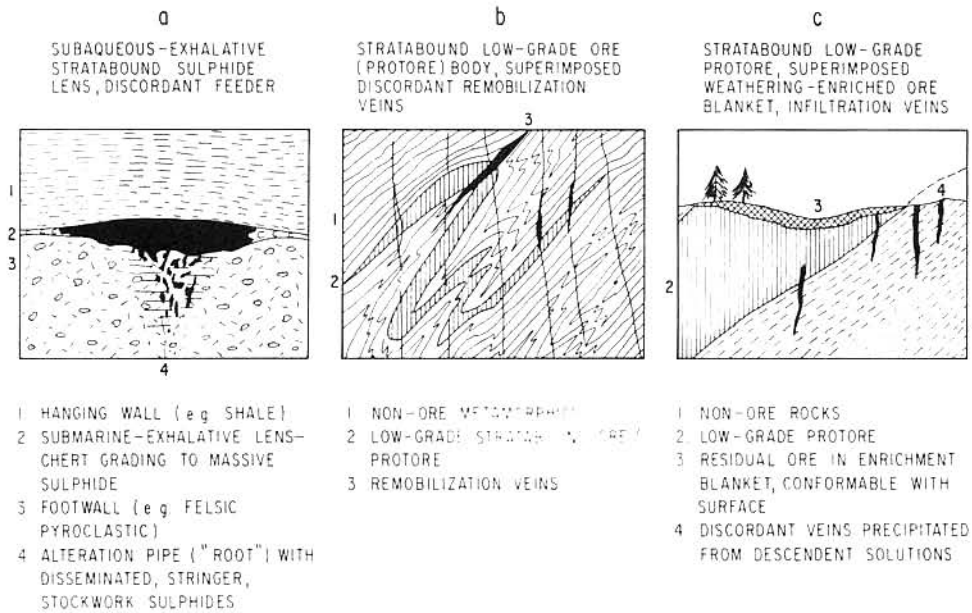 a
SUBAQUEOUS-EXHALATIVE
STRATABOUND SULPHIDE
LENS, DISCORDANT FEEDER
1
2
3
4
1 HANGING WALL (e g SHALE)
2 SUBMARINE-EXHALATIVE LENS-
CHERT GRADING TO MASSIVE
SULPHIDE
3 FOOTWALL (e g FELSIC
PYROCLASTIC)
4 ALTERATION PIPE ("ROOT") WITH
DISSEMINATED, STRINGER,
STOCKWORK SULPHIDES
b
STRATABOUND LOW-GRADE ORE
(PROTORE) BODY, SUPERIMPOSED
DISCORDANT REMOBILIZATION
VEINS
3
1
2
1 NON-ORE
2 LOW-GRADE
PROTORE
3 REMOBILIZATION VEINS
c
STRATABOUND LOW-GRADE
PROTORE, SUPERIMPOSED
WEATHERING-ENRICHED ORE
BLANKET, INFILTRATION VEINS
4
3
1
2
1 NON-ORE ROCKS
2. LOW-GRADE PROTORE
3 RESIDUAL ORE IN ENRICHMENT
BLANKET, CONFORMABLE WITH
SURFACE
4 DISCORDANT VEINS PRECIPITATED
FROM DESCENDENT SOLUTIONS